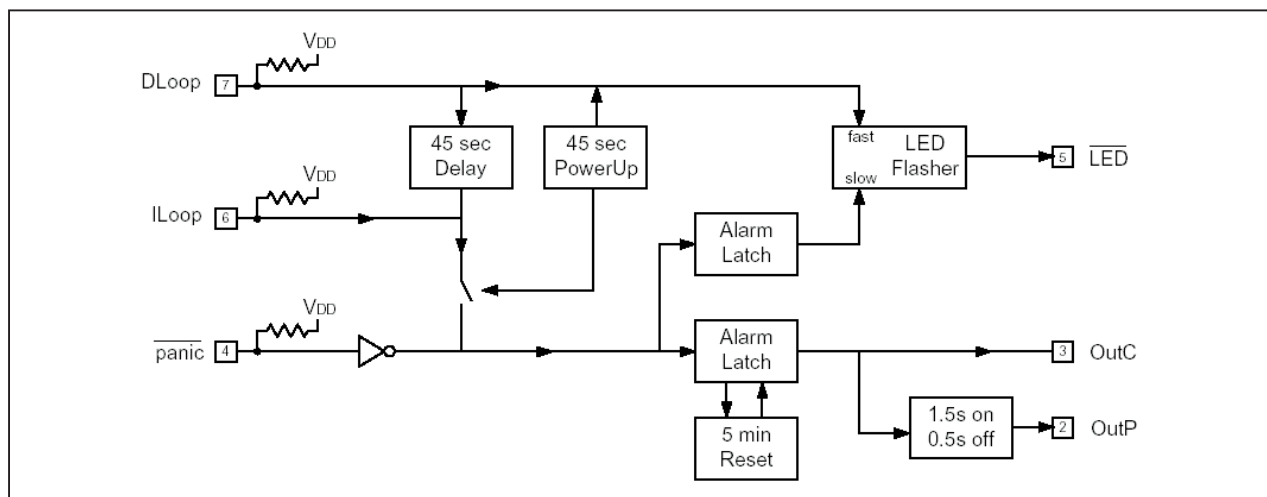 VDD
DLoop 7
45 sec
Delay
45 sec
PowerUp
fast
LED
Flasher
slow
5 LED
VDD
ILoop 6
Alarm
Latch
VDD
panic 4
Alarm
Latch
3 OutC
5 min
Reset
1.5s on
0.5s off
2 OutP